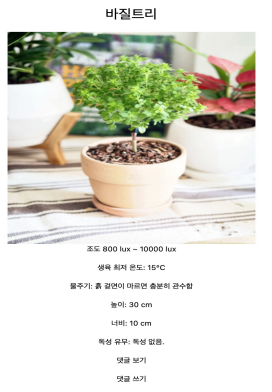 바질트리
조도 800 lux ~ 10000 lux
생육 최저 온도: 15°C
물주기: 흙 겉면이 마르면 충분히 관수함
높이: 30 cm
너비: 10 cm
독성 유무: 독성 없음.
댓글 보기
댓글 쓰기